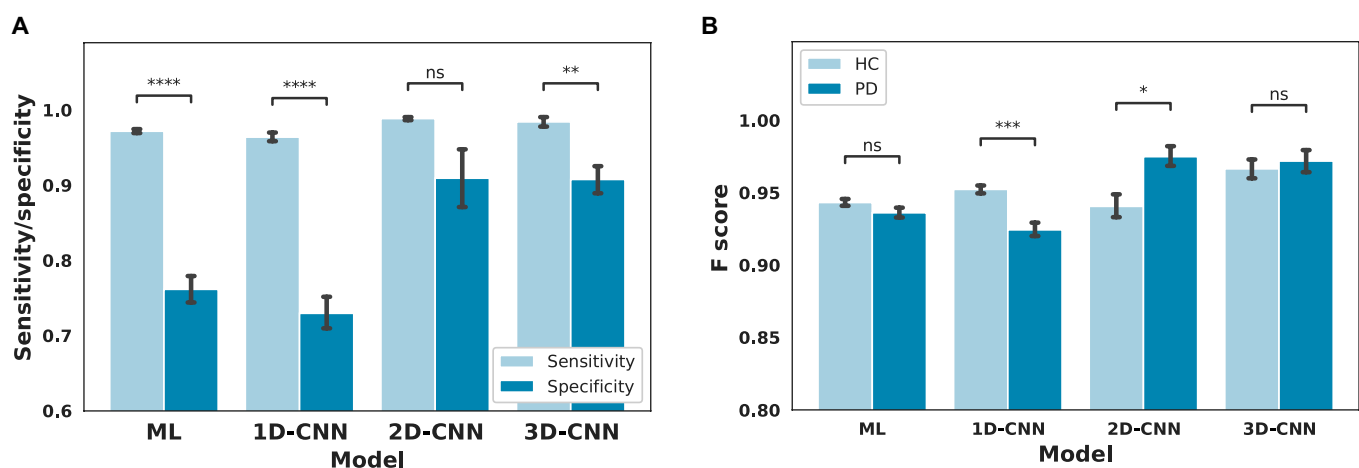 A
Sensitivity/specificity
1.0
0.9
0.8
0.7
0.6
****
****
ns
**
Sensitivity
Specificity
ML 1D-CNN 2D-CNN 3D-CNN
Model
B
F score
1.00
0.95
0.90
0.85
0.80
HC
PD
ns
***
*
ns
ML 1D-CNN 2D-CNN 3D-CNN
Model